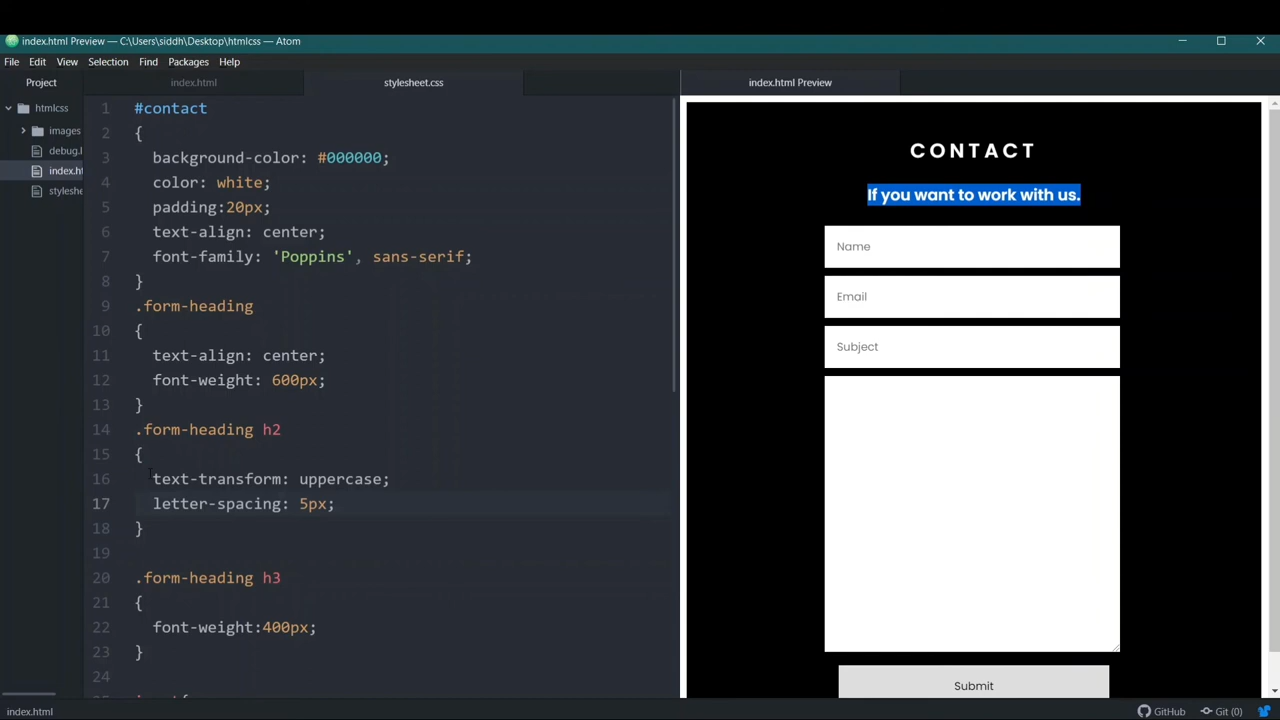 index.html Preview — C:\Users\siddh\Desktop\htmlcss — Atom
File Edit View Selection Find Packages Help
Project
index.html
stylesheet.css
index.html Preview
htmlcss
images
debug.l
index.ht
styleshe
1 #contact
2 {
3 background-color: #000000;
4 color: white;
5 padding:20px;
6 text-align: center;
7 font-family: 'Poppins', sans-serif;
8 }
9 .form-heading
10 {
11 text-align: center;
12 font-weight: 600px;
13 }
14 .form-heading h2
15 {
16 text-transform: uppercase;
17 letter-spacing: 5px;
18 }
19
20 .form-heading h3
21 {
22 font-weight:400px;
23 }
24
CONTACT
If you want to work with us.
Name
Email
Subject
Submit
index.html
GitHub
Git (0)